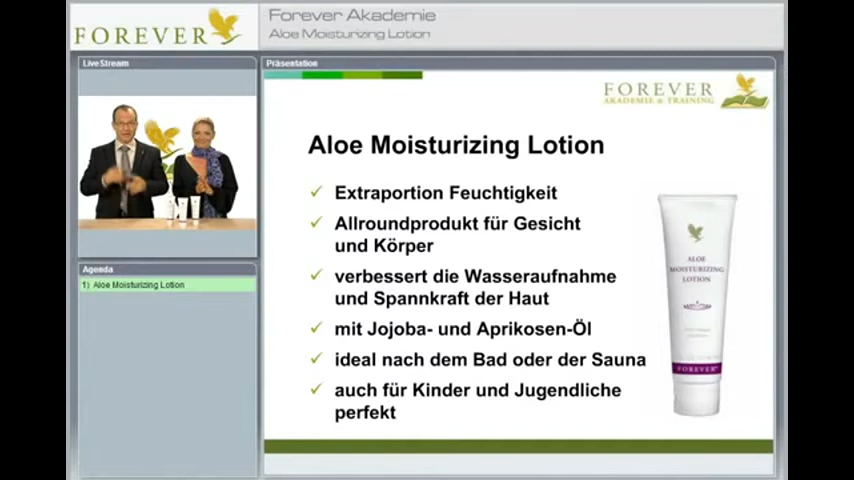 FOREVER
Forever Akademie
Aloe Moisturizing Lotion
LiveStream
Präsentation
FOREVER
AKADEMIE & TRAINING
Aloe Moisturizing Lotion
Extraportion Feuchtigkeit
Allroundprodukt für Gesicht
und Körper
verbessert die Wasseraufnahme
und Spannkraft der Haut
mit Jojoba- und Aprikosen-Öl
ideal nach dem Bad oder der Sauna
auch für Kinder und Jugendliche
perfekt
ALOE
MOISTURIZING
LOTION
FOREVER
Agenda
1) Aloe Moisturizing Lotion